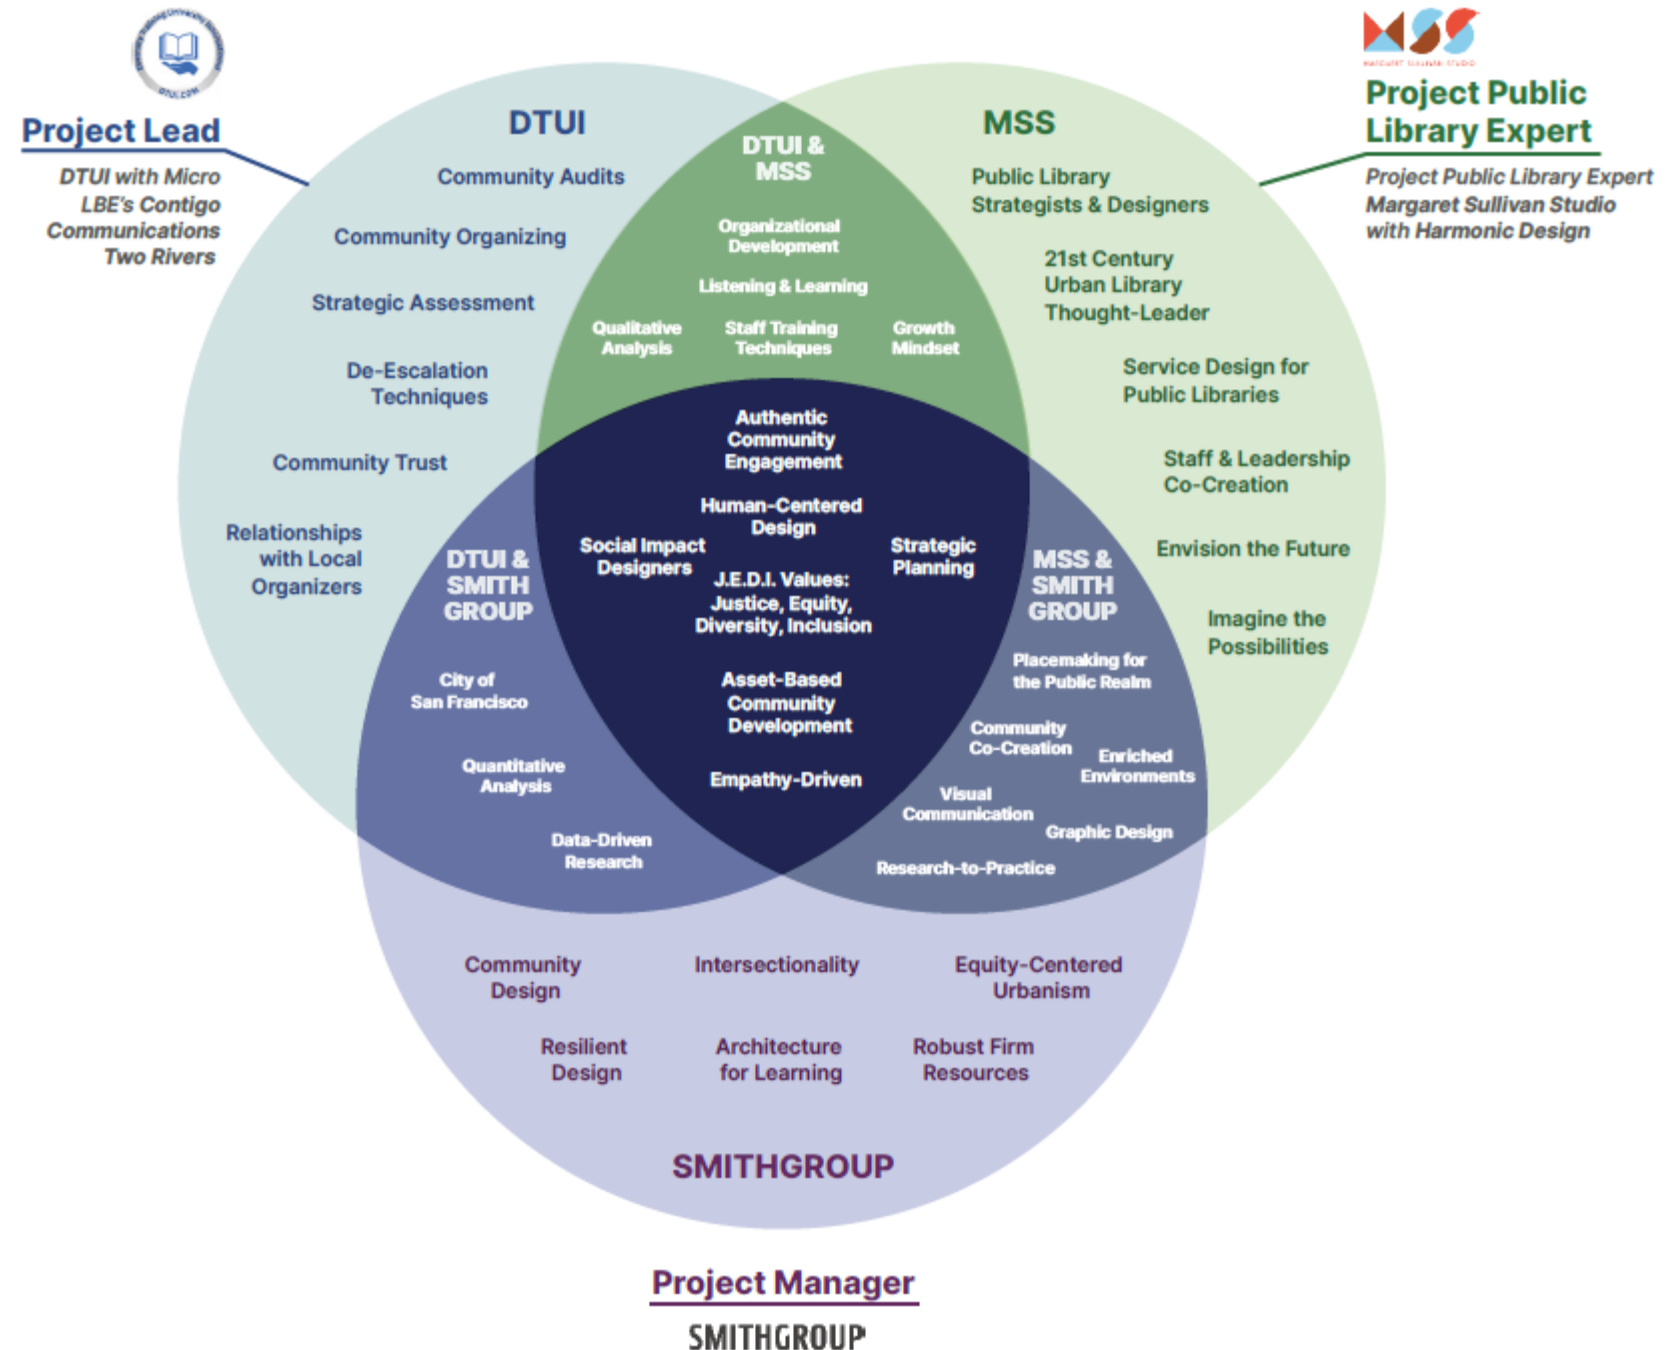 DTUI.COM
Project Lead
DTUI with Micro
LBE's Contigo
Communications
Two Rivers
MSS
Project Public
Library Expert
Project Public Library Expert
Margaret Sullivan Studio
with Harmonic Design
DTUI
Community Audits
Community Organizing
Strategic Assessment
De-Escalation
Techniques
Community Trust
Relationships
with Local
Organizers
DTUI &
MSS
Organizational
Development
Listening & Learning
Qualitative
Analysis
Staff Training
Techniques
Growth
Mindset
MSS
Public Library
Strategists & Designers
21st Century
Urban Library
Thought-Leader
Service Design for
Public Libraries
Staff & Leadership
Co-Creation
Envision the Future
Imagine the
Possibilities
Authentic
Community
Engagement
Human-Centered
Design
Social Impact
Designers
Strategic
Planning
J.E.D.I. Values:
Justice, Equity,
Diversity, Inclusion
Asset-Based
Community
Development
Empathy-Driven
DTUI &
SMITH
GROUP
City of
San Francisco
Quantitative
Analysis
Data-Driven
Research
MSS &
SMITH
GROUP
Placemaking for
the Public Realm
Community
Co-Creation
Enriched
Environments
Visual
Communication
Graphic Design
Research-to-Practice
Community
Design
Intersectionality
Equity-Centered
Urbanism
Resilient
Design
Architecture
for Learning
Robust Firm
Resources
SMITHGROUP
Project Manager
SMITHGROUP